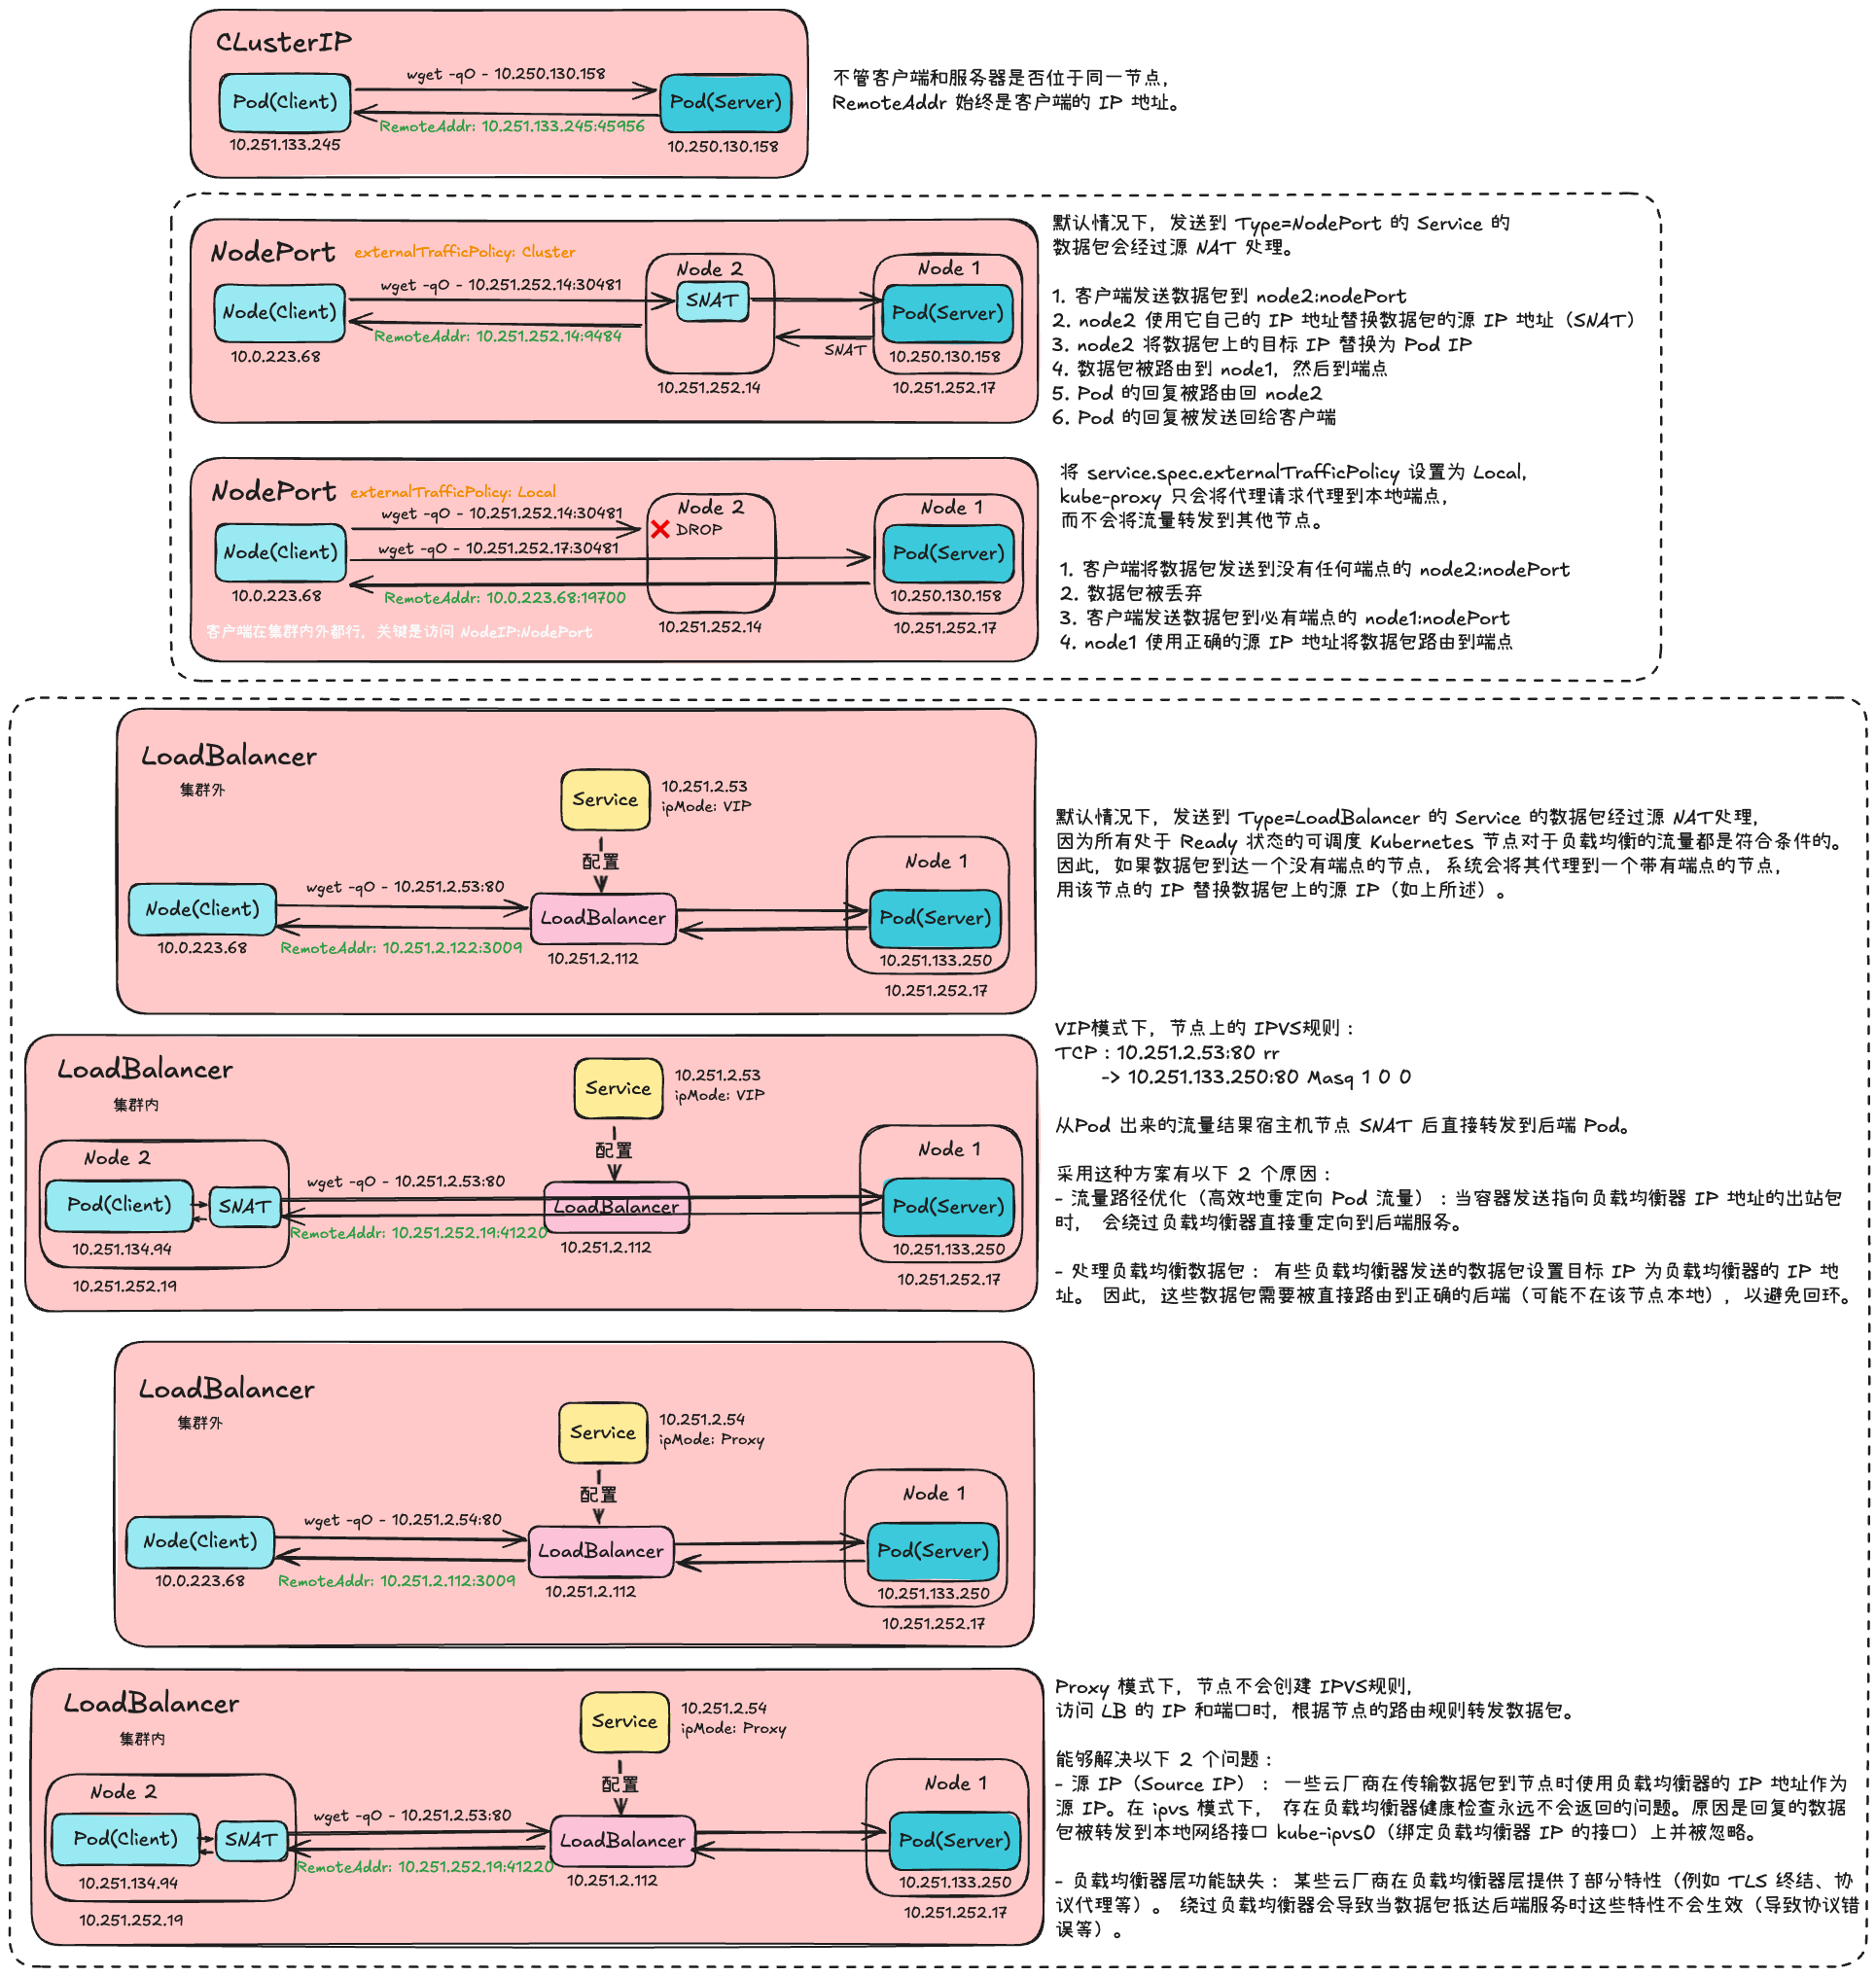 CLusterIP
wget -qO - 10.250.130.158
Pod(Client)
Pod(Server)
RemoteAddr: 10.251.133.245:45956
10.251.133.245
10.250.130.158
不管客户端和服务器是否位于同一节点，
RemoteAddr 始终是客户端的 IP 地址。
NodePort
externalTrafficPolicy: Cluster
wget -qO - 10.251.252.14:30481
Node(Client)
RemoteAddr: 10.251.252.14:9484
10.0.223.68
Node 2
SNAT
10.251.252.14
SNAT
Node 1
Pod(Server)
10.250.130.158
10.251.252.17
默认情况下，发送到 Type=NodePort 的 Service 的
数据包会经过源 NAT 处理。
1. 客户端发送数据包到 node2:nodePort
2. node2 使用它自己的 IP 地址替换数据包的源 IP 地址（SNAT）
3. node2 将数据包上的目标 IP 替换为 Pod IP
4. 数据包被路由到 node1，然后到端点
5. Pod 的回复被路由回 node2
6. Pod 的回复被发送回给客户端
NodePort
externalTrafficPolicy: Local
wget -qO - 10.251.252.14:30481
Node(Client)
wget -qO - 10.251.252.17:30481
RemoteAddr: 10.0.223.68:19700
10.0.223.68
客户端在集群内外都行，关键是访问 NodeIP:NodePort
Node 2
DROP
10.251.252.14
Node 1
Pod(Server)
10.250.130.158
10.251.252.17
将 service.spec.externalTrafficPolicy 设置为 Local，
kube-proxy 只会将代理请求代理到本地端点，
而不会将流量转发到其他节点。
1. 客户端将数据包发送到没有任何端点的 node2:nodePort
2. 数据包被丢弃
3. 客户端发送数据包到必有端点的 node1:nodePort
4. node1 使用正确的源 IP 地址将数据包路由到端点
LoadBalancer
集群外
Service
10.251.2.53
ipMode: VIP
配置
Node(Client)
wget -qO - 10.251.2.53:80
RemoteAddr: 10.251.2.122:3009
10.0.223.68
LoadBalancer
10.251.2.112
Node 1
Pod(Server)
10.251.133.250
10.251.252.17
默认情况下，发送到 Type=LoadBalancer 的 Service 的数据包经过源 NAT处理，
因为所有处于 Ready 状态的可调度 Kubernetes 节点对于负载均衡的流量都是符合条件的。
因此，如果数据包到达一个没有端点的节点，系统会将其代理到一个带有端点的节点，
用该节点的 IP 替换数据包上的源 IP（如上所述）。
LoadBalancer
集群内
Service
10.251.2.53
ipMode: VIP
配置
Node 2
Pod(Client)
SNAT
10.251.134.94
10.251.252.19
wget -qO - 10.251.2.53:80
RemoteAddr: 10.251.252.19:41220
LoadBalancer
10.251.2.112
Node 1
Pod(Server)
10.251.133.250
10.251.252.17
VIP模式下，节点上的 IPVS规则：
TCP : 10.251.2.53:80 rr
-> 10.251.133.250:80 Masq 1 0 0
从Pod 出来的流量结果宿主机节点 SNAT 后直接转发到后端 Pod。
采用这种方案有以下 2 个原因：
- 流量路径优化（高效地重定向 Pod 流量）：当容器发送指向负载均衡器 IP 地址的出站包
时， 会绕过负载均衡器直接重定向到后端服务。
- 处理负载均衡数据包： 有些负载均衡器发送的数据包设置目标 IP 为负载均衡器的 IP 地
址。 因此，这些数据包需要被直接路由到正确的后端（可能不在该节点本地），以避免回环。
LoadBalancer
集群外
Service
10.251.2.54
ipMode: Proxy
配置
Node(Client)
wget -qO - 10.251.2.54:80
RemoteAddr: 10.251.2.112:3009
10.0.223.68
LoadBalancer
10.251.2.112
Node 1
Pod(Server)
10.251.133.250
10.251.252.17
LoadBalancer
集群内
Service
10.251.2.54
ipMode: Proxy
配置
Node 2
Pod(Client)
SNAT
10.251.134.94
10.251.252.19
wget -qO - 10.251.2.53:80
RemoteAddr: 10.251.252.19:41220
LoadBalancer
10.251.2.112
Node 1
Pod(Server)
10.251.133.250
10.251.252.17
Proxy 模式下，节点不会创建 IPVS规则，
访问 LB 的 IP 和端口时，根据节点的路由规则转发数据包。
能够解决以下 2 个问题：
- 源 IP（Source IP）： 一些云厂商在传输数据包到节点时使用负载均衡器的 IP 地址作为
源 IP。在 ipvs 模式下， 存在负载均衡器健康检查永远不会返回的问题。原因是回复的数据
包被转发到本地网络接口 kube-ipvs0（绑定负载均衡器 IP 的接口）上并被忽略。
- 负载均衡器层功能缺失： 某些云厂商在负载均衡器层提供了部分特性（例如 TLS 终结、协
议代理等）。 绕过负载均衡器会导致当数据包抵达后端服务时这些特性不会生效（导致协议错
误等）。